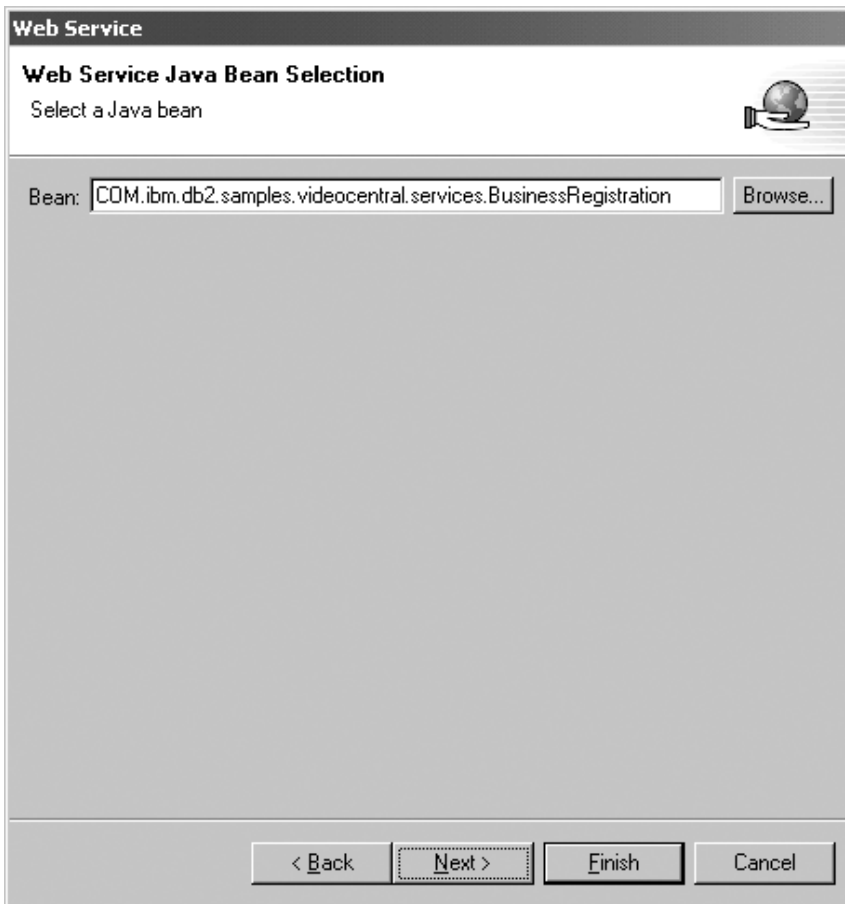 Web Service
Web Service Java Bean Selection
Select a Java bean
Bean: COM.ibm.db2.samples.videocentral.services.BusinessRegistration Browse...
< Back Next > Finish Cancel